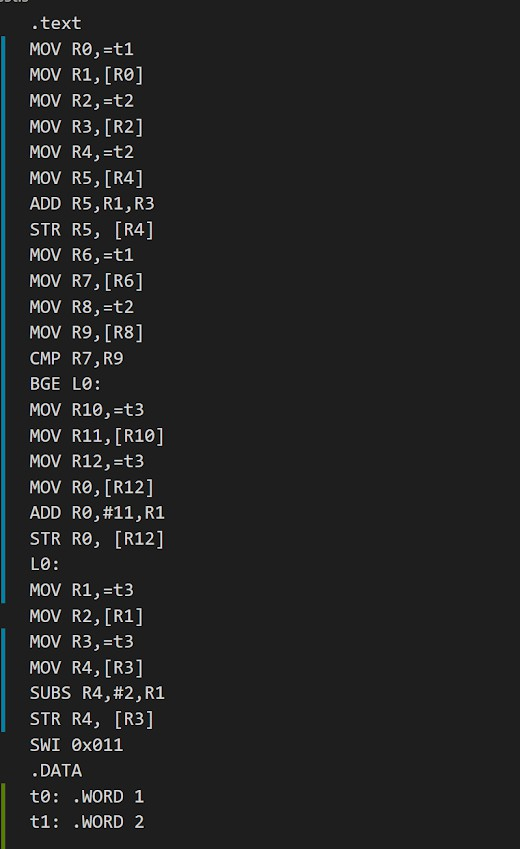 .text
MOV R0,=t1
MOV R1,[R0]
MOV R2,=t2
MOV R3,[R2]
MOV R4,=t2
MOV R5,[R4]
ADD R5,R1,R3
STR R5, [R4]
MOV R6,=t1
MOV R7,[R6]
MOV R8,=t2
MOV R9,[R8]
CMP R7,R9
BGE L0:
MOV R10,=t3
MOV R11,[R10]
MOV R12,=t3
MOV R0,[R12]
ADD R0,#11,R1
STR R0, [R12]
L0:
MOV R1,=t3
MOV R2,[R1]
MOV R3,=t3
MOV R4,[R3]
SUBS R4,#2,R1
STR R4, [R3]
SWI 0x011
.DATA
t0: .WORD 1
t1: .WORD 2